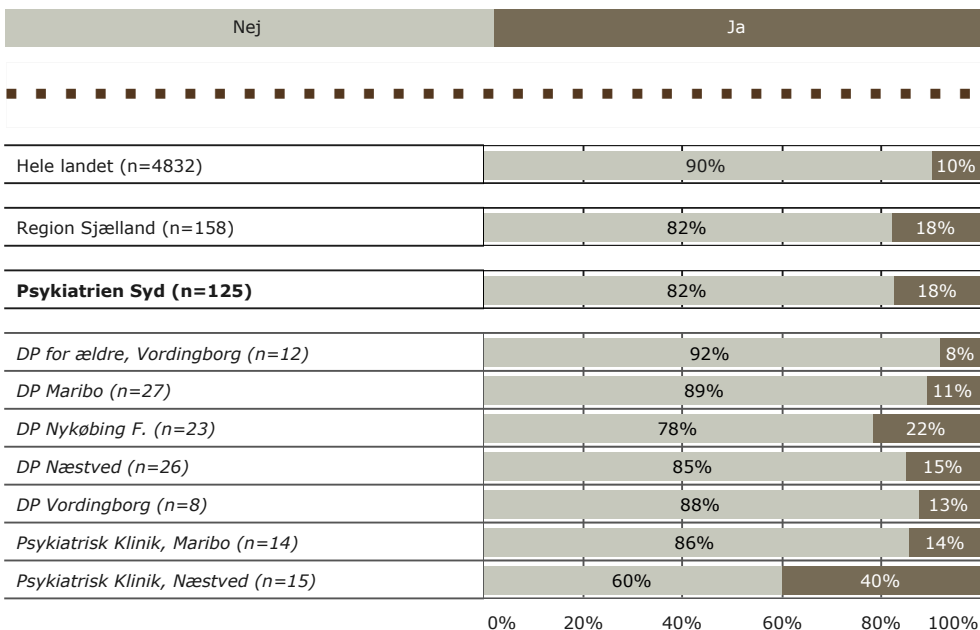 Nej Ja
Hele landet (n=4832) 90% 10%
Region Sjælland (n=158) 82% 18%
Psykiatrien Syd (n=125) 82% 18%
DP for ældre, Vordingborg (n=12) 92% 8%
DP Maribo (n=27) 89% 11%
DP Nykøbing F. (n=23) 78% 22%
DP Næstved (n=26) 85% 15%
DP Vordingborg (n=8) 88% 13%
Psykiatrisk Klinik, Maribo (n=14) 86% 14%
Psykiatrisk Klinik, Næstved (n=15) 60% 40%
0% 20% 40% 60% 80% 100%